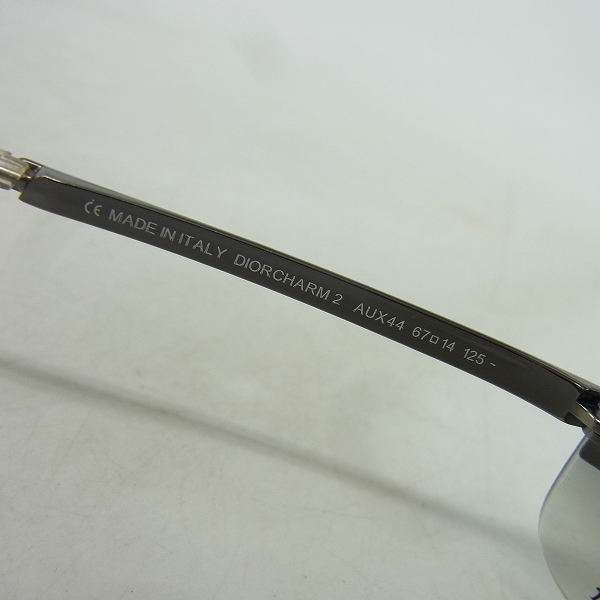 CE MADE IN ITALY DIORCHARM 2 AUX44 67□14 125 -